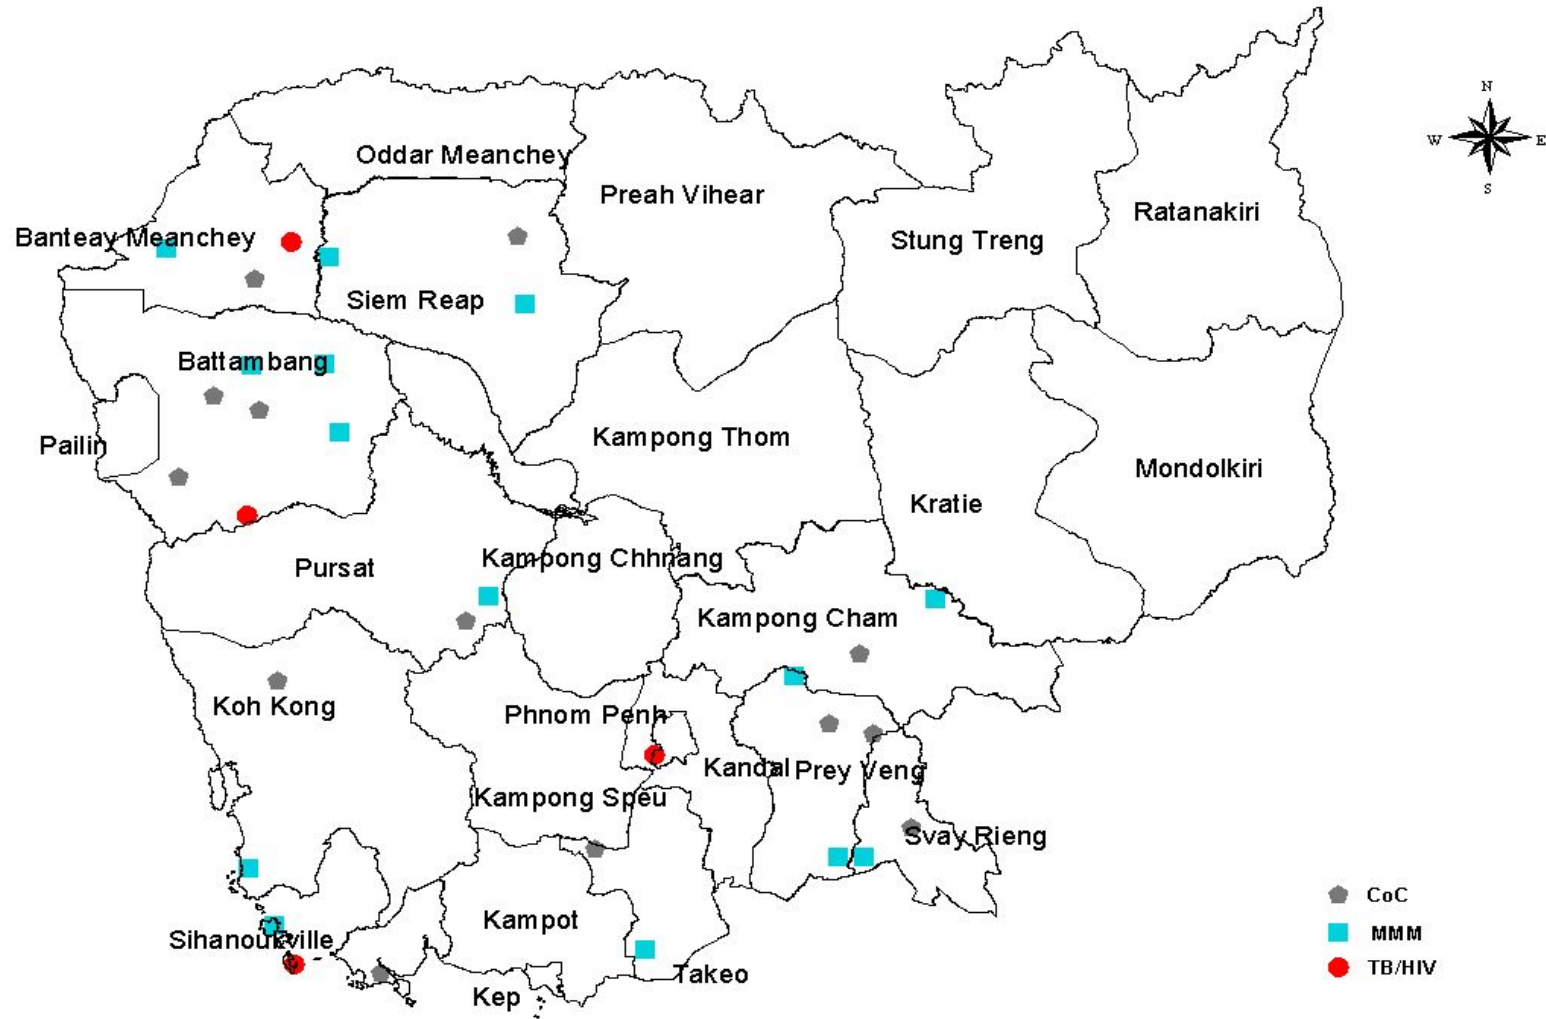 N
W
E
S
Oddar Meanchey
Preah Vihear
Ratanakiri
Stung Treng
Banteay Meanchey
Siem Reap
Battambang
Pailin
Kampong Thom
Mondolkiri
Kratie
Kampong Chhnang
Pursat
Kampong Cham
Koh Kong
Phnom Penh
Kandal
Prey Veng
Kampong Speu
Svay Rieng
Kampot
Sihanoukville
Takeo
Kep
CoC
MMM
TB/HIV